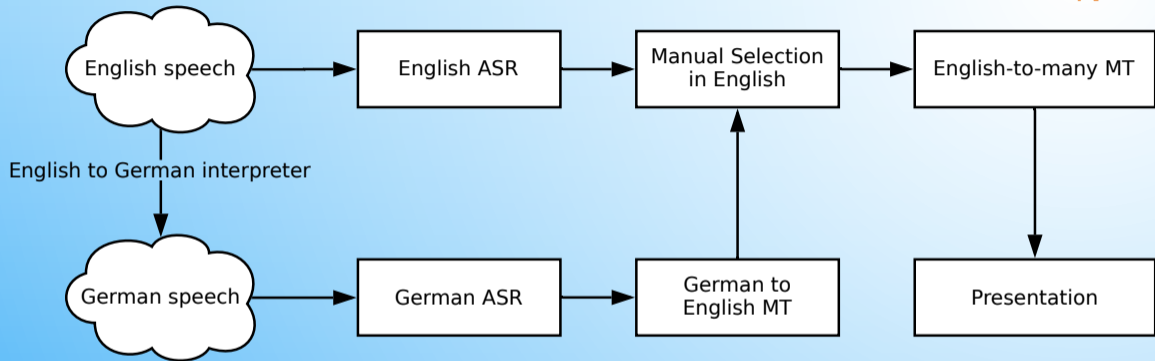 English speech
English ASR
Manual Selection
in English
English-to-many MT
English to German interpreter
German speech
German ASR
German to
English MT
Presentation